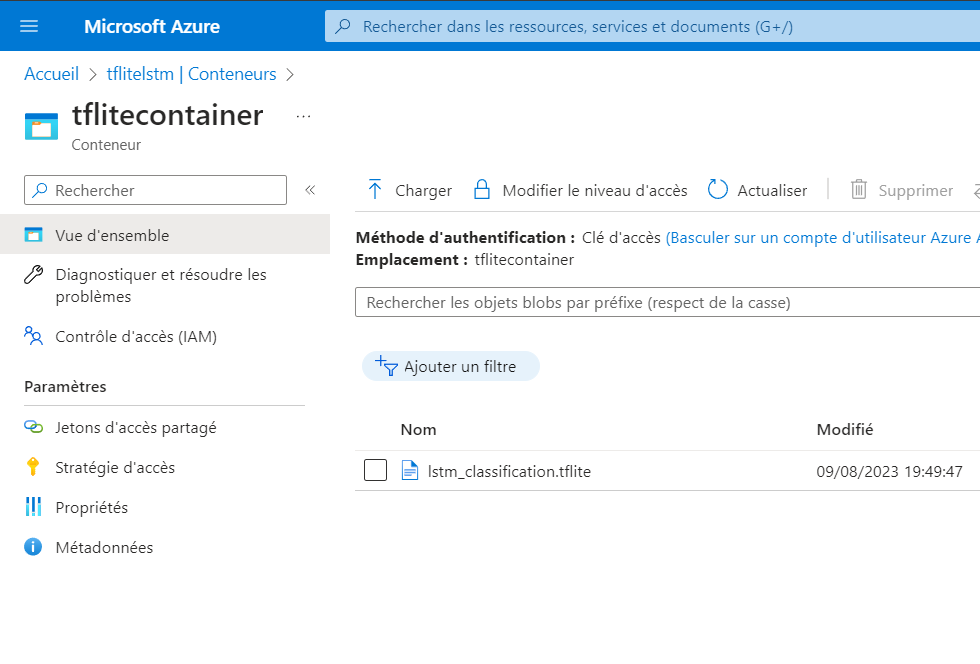 Microsoft Azure
Rechercher dans les ressources, services et documents (G+/)
Accueil > tflitelstm | Conteneurs >
tflitecontainer ...
Conteneur
Rechercher «
Vue d'ensemble
Diagnostiquer et résoudre les
problèmes
Contrôle d'accès (IAM)
Paramètres
Jetons d'accès partagé
Stratégie d'accès
Propriétés
Métadonnées
Charger Modifier le niveau d'accès Actualiser Supprimer
Méthode d'authentification : Clé d'accès (Basculer sur un compte d'utilisateur Azure
Emplacement : tflitecontainer
Rechercher les objets blobs par préfixe (respect de la casse)
Ajouter un filtre
Nom Modifié
lstm_classification.tflite 09/08/2023 19:49:47